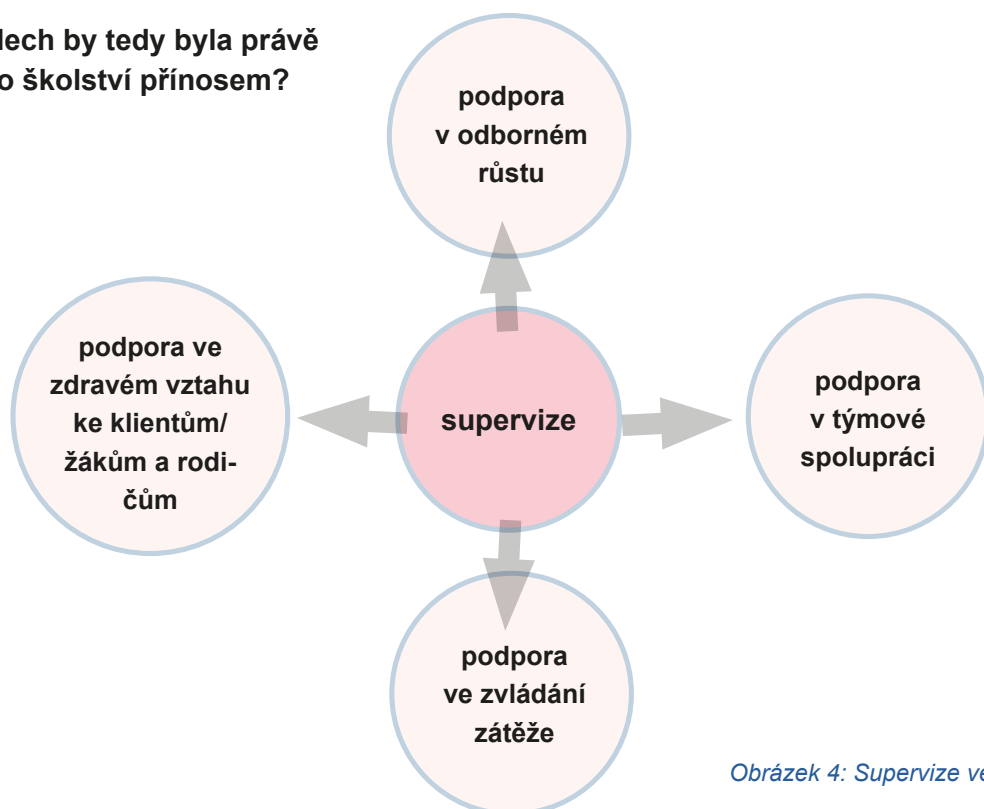 lech by tedy byla právě
o školství přínosem?
podpora
v odborném
růstu
podpora ve
zdravém vztahu
ke klientům/
žákům a rodi-
čům
supervize
podpora
v týmové
spolupráci
podpora
ve zvládání
zátěže
Obrázek 4: Supervize ve